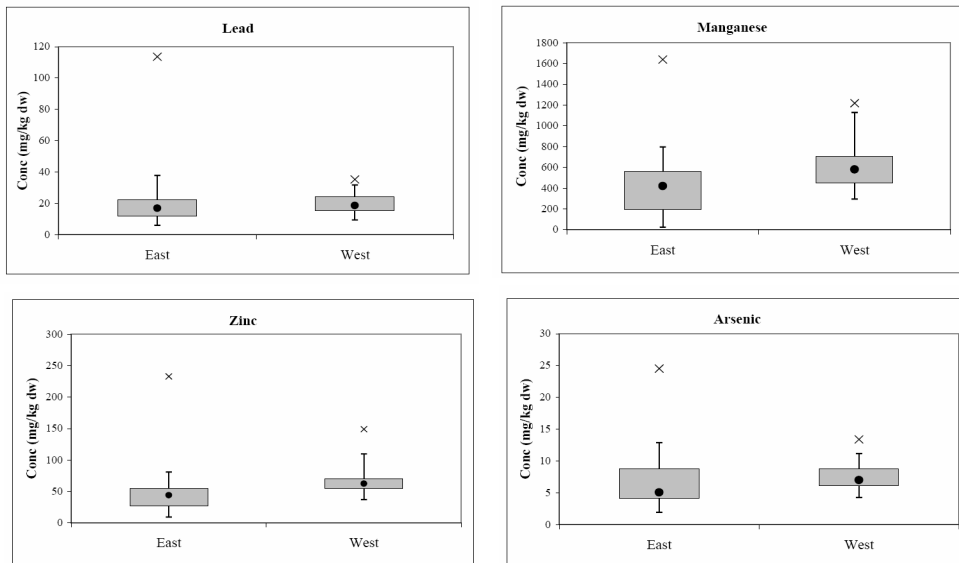 Lead
Conc (mg/kg dw)
120
100
80
60
40
20
0
East West
Manganese
Conc (mg/kg dw)
1800
1600
1400
1200
1000
800
600
400
200
0
East West
Zinc
Conc (mg/kg dw)
300
250
200
150
100
50
0
East West
Arsenic
Conc (mg/kg dw)
30
25
20
15
10
5
0
East West